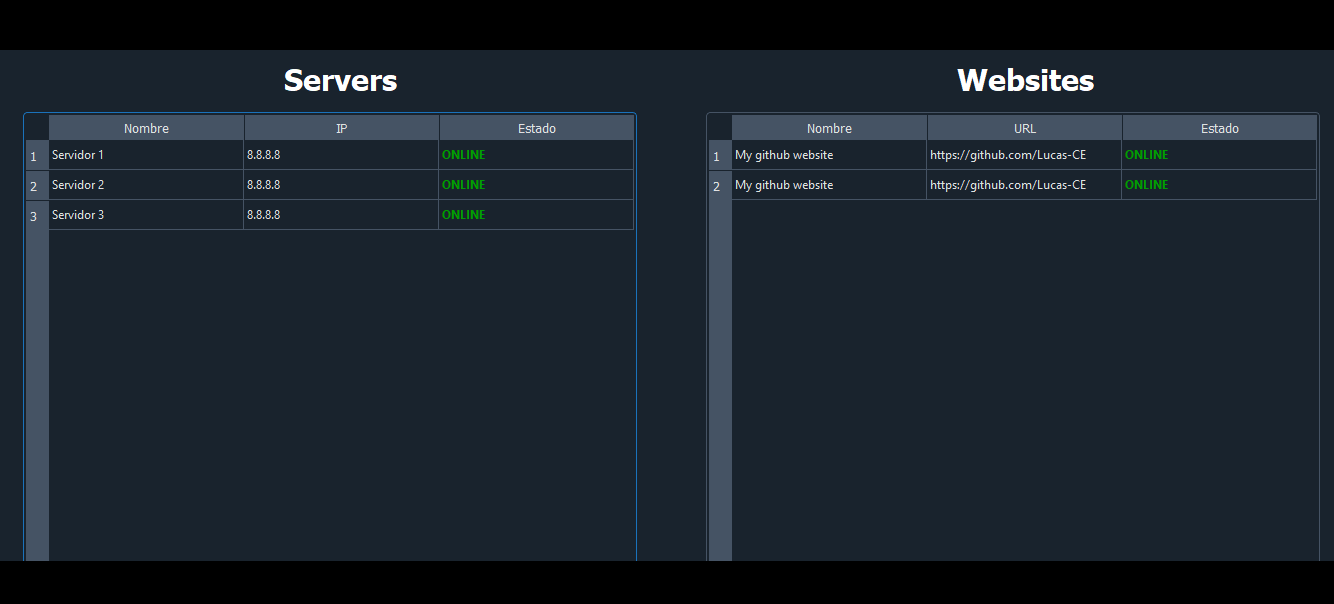 Servers
Nombre IP Estado
1 Servidor 1 8.8.8.8 ONLINE
2 Servidor 2 8.8.8.8 ONLINE
3 Servidor 3 8.8.8.8 ONLINE
Websites
Nombre URL Estado
1 My github website https://github.com/Lucas-CE ONLINE
2 My github website https://github.com/Lucas-CE ONLINE